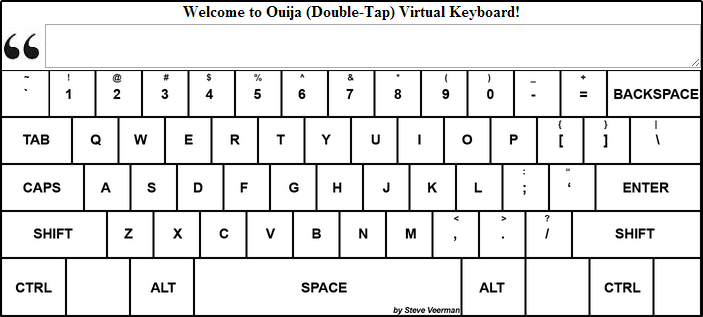 Welcome to Ouija (Double-Tap) Virtual Keyboard!
“
~ ! @ # $ % ^ & * ( ) _ +
` 1 2 3 4 5 6 7 8 9 0 - = BACKSPACE
{ } |
TAB Q W E R T Y U I O P [ ] \
: “
CAPS A S D F G H J K L ; ‘ ENTER
< > ?
SHIFT Z X C V B N M , . / SHIFT
CTRL ALT SPACE ALT CTRL
by Steve Veerman